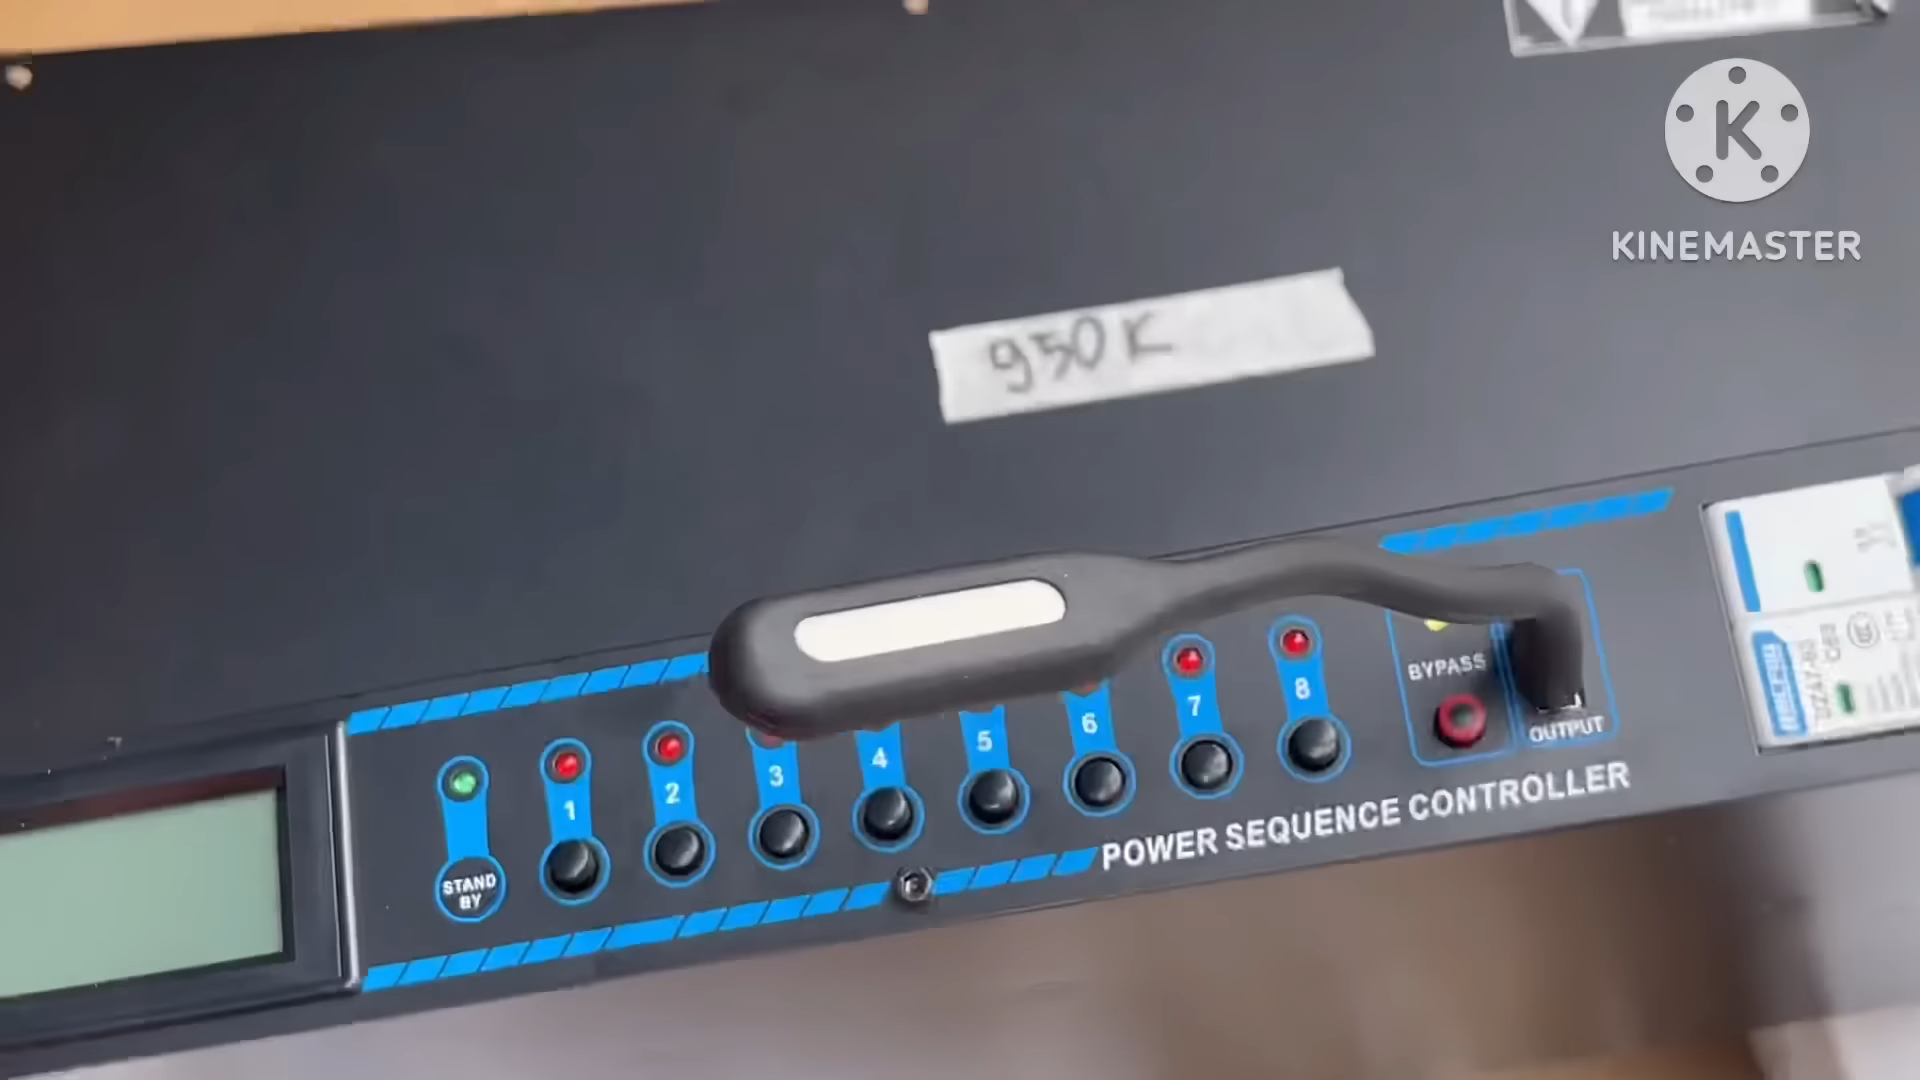 K
KINEMASTER
950K
STAND
BY
1
2
3
4
5
6
7
8
BYPASS
OUTPUT
POWER SEQUENCE CONTROLLER